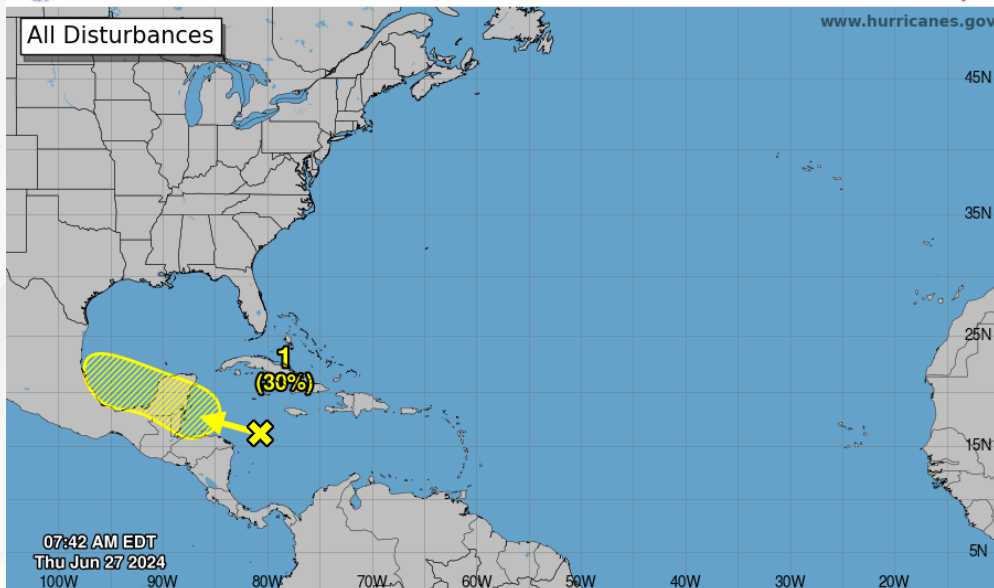 All Disturbances
www.hurricanes.gov
45N
35N
25N
1
(30%)
15N
07:42 AM EDT
Thu Jun 27 2024
5N
100W 90W 80W 70W 60W 50W 40W 30W 20W